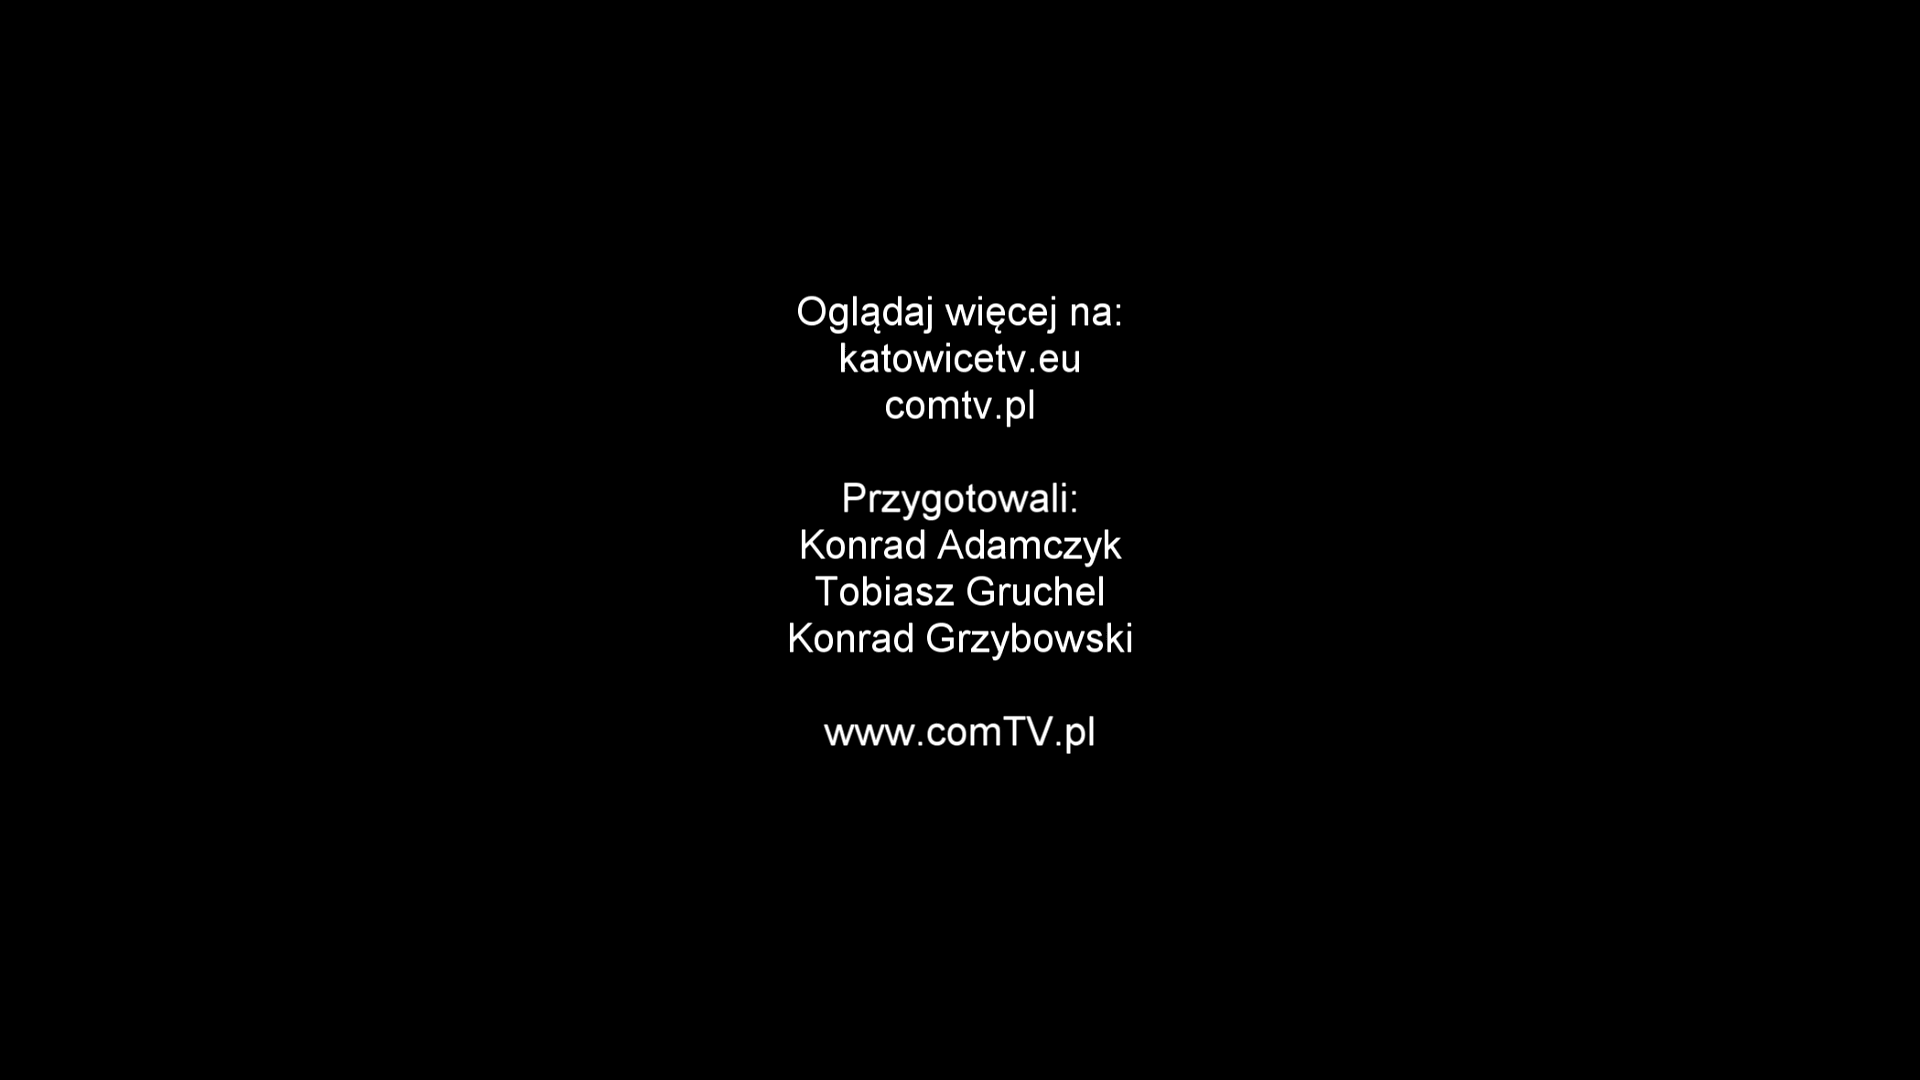 Oglądaj więcej na:
katowicetv.eu
comtv.pl
Przygotowali:
Konrad Adamczyk
Tobiasz Gruchel
Konrad Grzybowski
www.comTV.pl